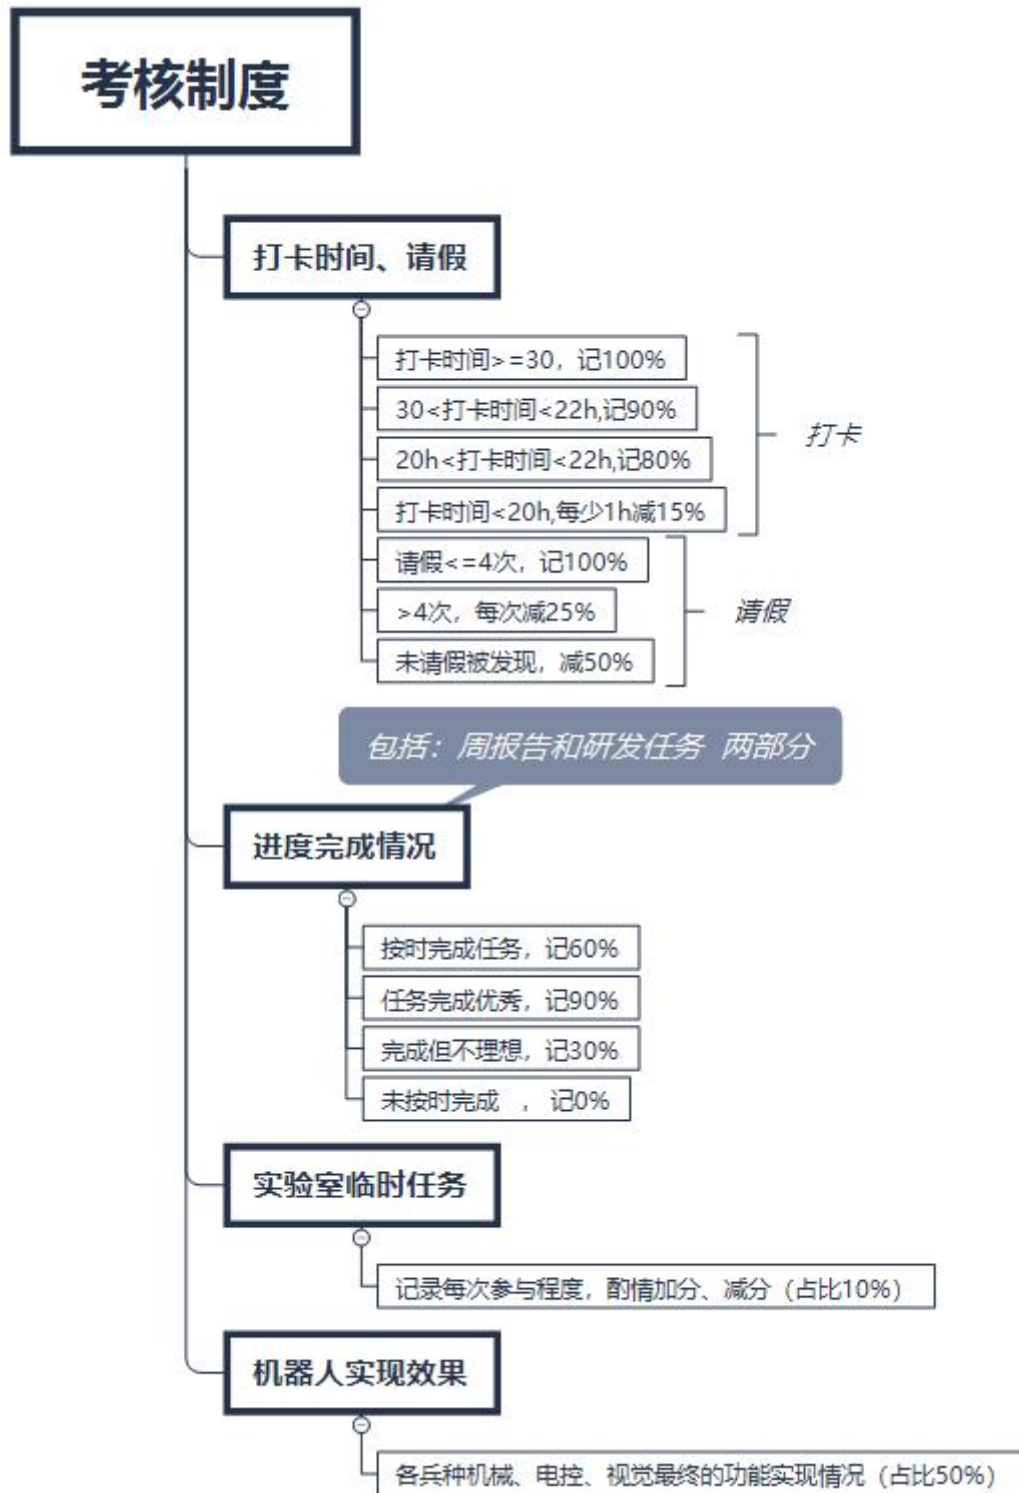 考核制度
打卡时间、请假
打卡时间>=30，记100%
30<打卡时间<22h,记90%
20h<打卡时间<22h,记80%
打卡时间<20h,每少1h减15%
打卡
请假<=4次，记100%
>4次，每次减25%
未请假被发现，减50%
请假
包括：周报告和研发任务 两部分
进度完成情况
按时完成任务，记60%
任务完成优秀，记90%
完成但不理想，记30%
未按时完成 ， 记0%
实验室临时任务
记录每次参与程度，酌情加分、减分（占比10%）
机器人实现效果
各兵种机械、电控、视觉最终的功能实现情况（占比50%）